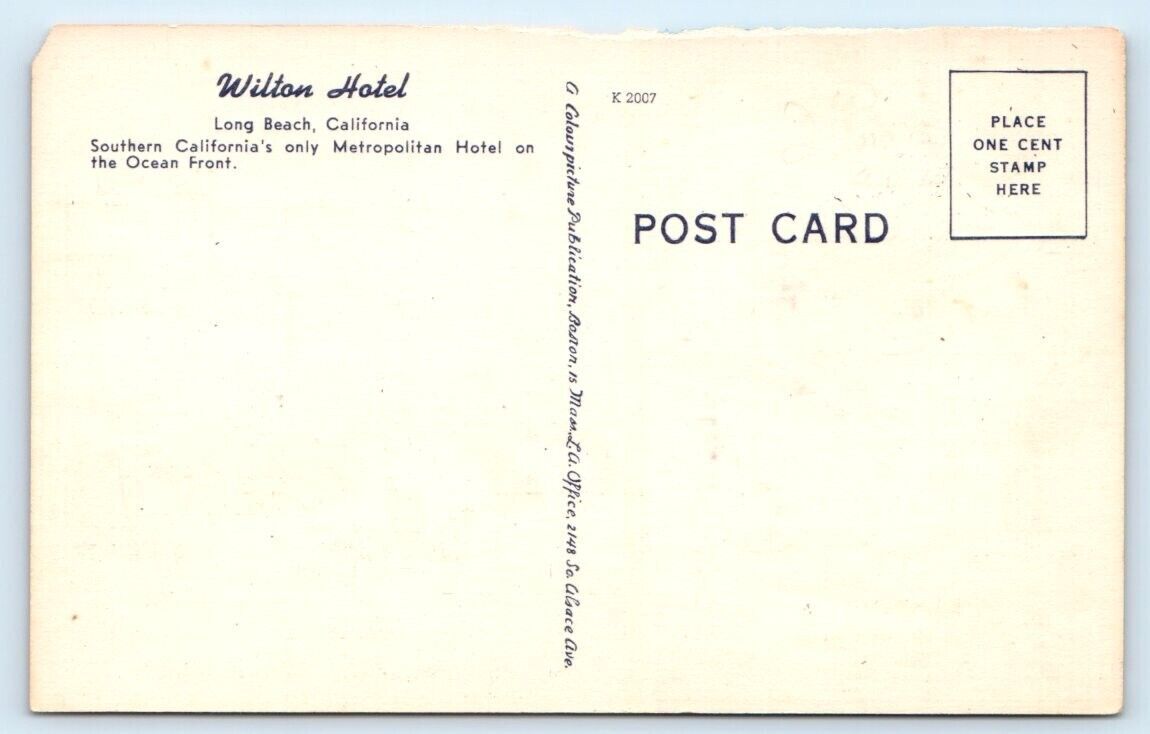 Wilton Hotel
Long Beach, California
Southern California's only Metropolitan Hotel on
the Ocean Front.
A Colourpicture Publication, Boston, 15 Mass., L.A. Office, 2148 So. Alsace Ave.
K 2007
POST CARD
PLACE
ONE CENT
STAMP
HERE